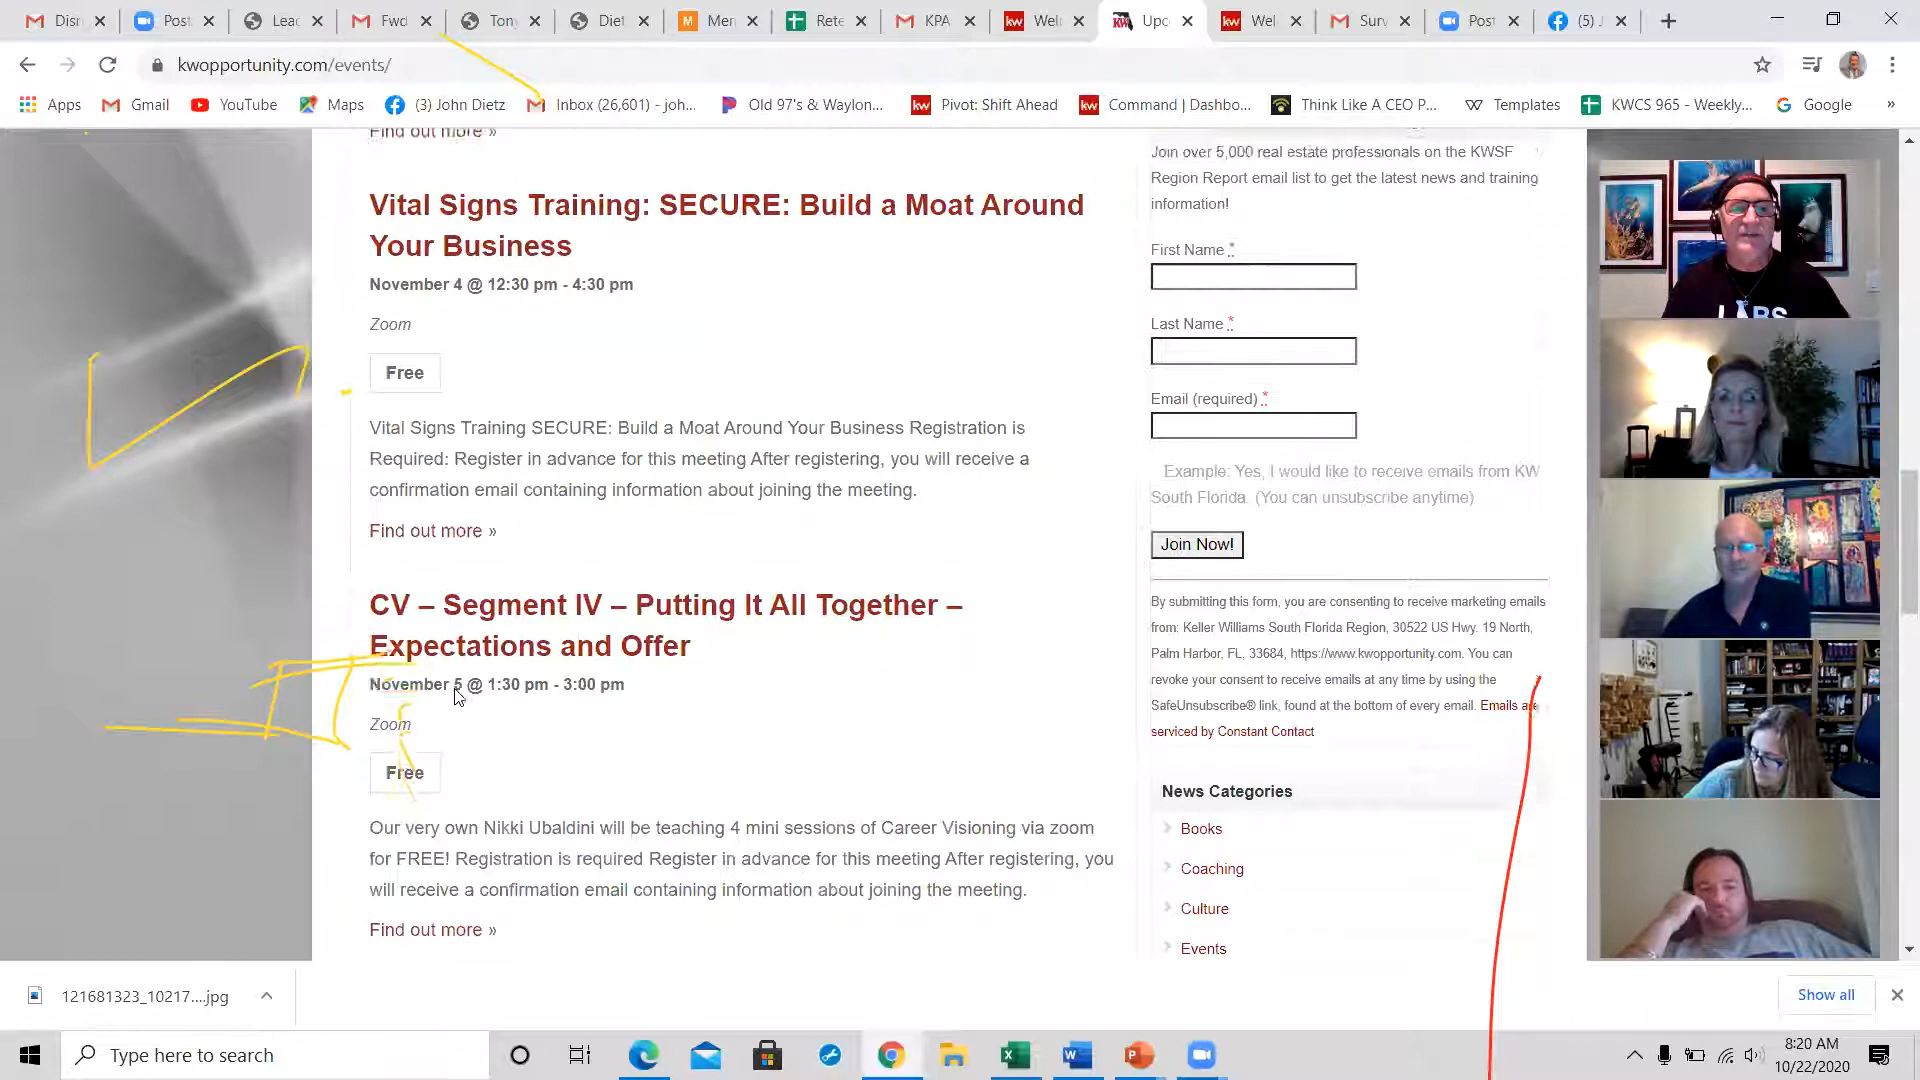 Disn
Post
Lead
Fwd
Tony
Diet
Men
Rete
KPA
Weln
Upc
Wel
Surv
Post
(5) J
kwopportunity.com/events/
Apps
Gmail
YouTube
Maps
(3) John Dietz
Inbox (26,601) - joh...
Old 97's & Waylon...
Pivot: Shift Ahead
Command | Dashbo...
Think Like A CEO P...
Templates
KWCS 965 - Weekly...
Google
»
Find out more »
Vital Signs Training: SECURE: Build a Moat Around
Your Business
November 4 @ 12:30 pm - 4:30 pm
Zoom
Free
Vital Signs Training SECURE: Build a Moat Around Your Business Registration is
Required: Register in advance for this meeting After registering, you will receive a
confirmation email containing information about joining the meeting.
Find out more »
CV – Segment IV – Putting It All Together –
Expectations and Offer
November 5 @ 1:30 pm - 3:00 pm
Zoom
Free
Our very own Nikki Ubaldini will be teaching 4 mini sessions of Career Visioning via zoom
for FREE! Registration is required Register in advance for this meeting After registering, you
will receive a confirmation email containing information about joining the meeting.
Find out more »
Join over 5,000 real estate professionals on the KWSF
Region Report email list to get the latest news and training
information!
First Name *
Last Name *
Email (required) *
Example: Yes, I would like to receive emails from KW
South Florida. (You can unsubscribe anytime)
Join Now!
By submitting this form, you are consenting to receive marketing emails
from: Keller Williams South Florida Region, 30522 US Hwy. 19 North,
Palm Harbor, FL, 33684, https://www.kwopportunity.com. You can
revoke your consent to receive emails at any time by using the
SafeUnsubscribe® link, found at the bottom of every email. Emails are
serviced by Constant Contact
News Categories
Books
Coaching
Culture
Events
LABS
121681323_10217....jpg
Show all
Type here to search
8:20 AM
10/22/2020